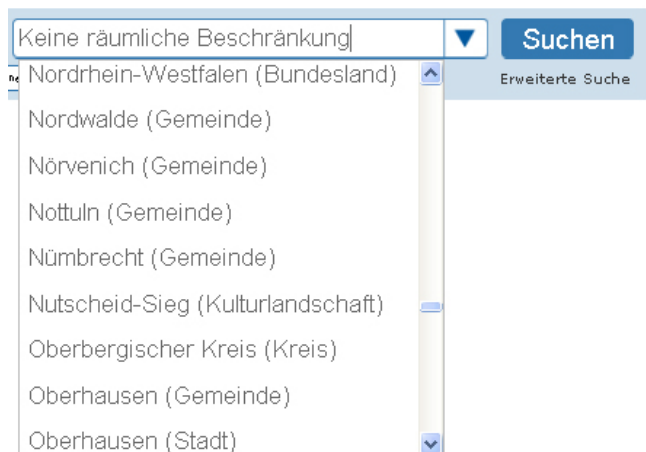 Keine räumliche Beschränkung
Suchen
Erweiterte Suche
Nordrhein-Westfalen (Bundesland)
Nordwalde (Gemeinde)
Nörvenich (Gemeinde)
Nottuln (Gemeinde)
Nümbrecht (Gemeinde)
Nutscheid-Sieg (Kulturlandschaft)
Oberbergischer Kreis (Kreis)
Oberhausen (Gemeinde)
Oberhausen (Stadt)